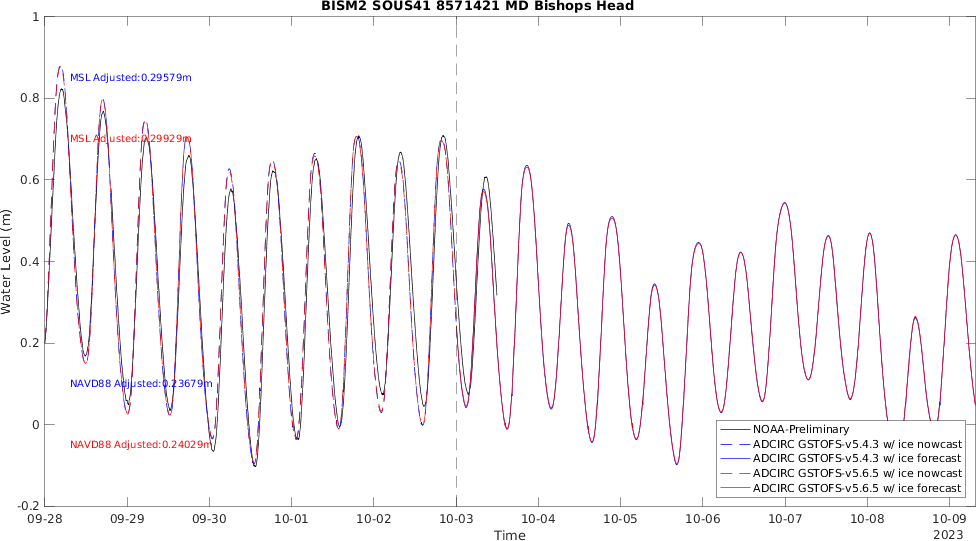 BISM2 SOUS41 8571421 MD Bishops Head
1
0.8
0.6
0.4
0.2
0
-0.2
Water Level (m)
MSL Adjusted:0.29579m
MSL Adjusted:0.29929m
NAVD88 Adjusted:0.23679m
NAVD88 Adjusted:0.24029m
NOAA-Preliminary
ADCIRC GSTOFS-v5.4.3 w/ ice nowcast
ADCIRC GSTOFS-v5.4.3 w/ ice forecast
ADCIRC GSTOFS-v5.6.5 w/ ice nowcast
ADCIRC GSTOFS-v5.6.5 w/ ice forecast
09-28 09-29 09-30 10-01 10-02 10-03 10-04 10-05 10-06 10-07 10-08 10-09
2023
Time